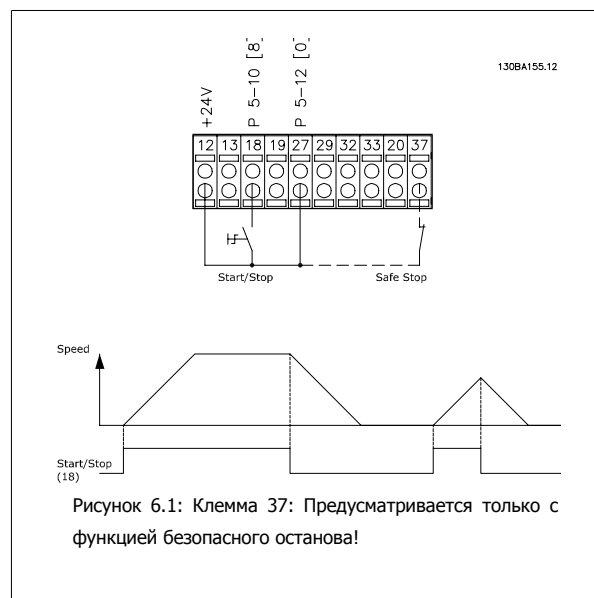 130BA155.12
+24V
P 5-10 [8]
P 5-12 [0]
12 13 18 19 27 29 32 33 20 37
Start/Stop
Safe Stop
Speed
Start/Stop
(18)
Рисунок 6.1: Клемма 37: Предусматривается только с
функцией безопасного останова!